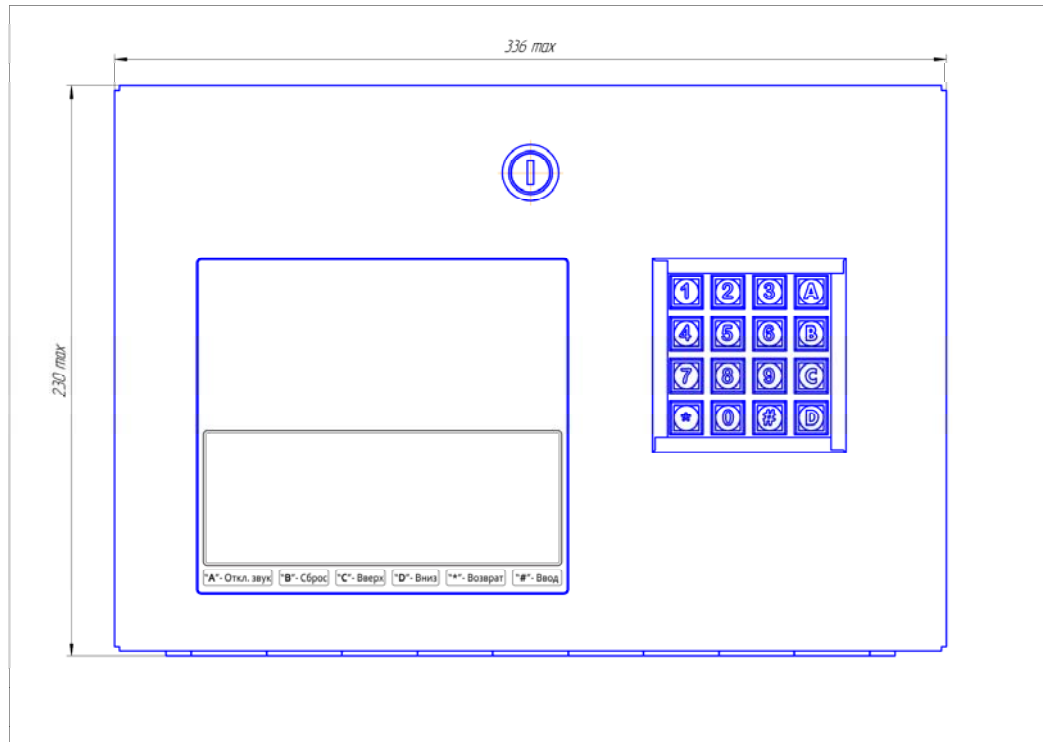 336 max
230 max
1 2 3 A
4 5 6 B
7 8 9 C
* 0 # D
"A"- Откл. звук "B"- Сброс "C"- Вверх "D"- Вниз "*"- Возврат "#"- Ввод